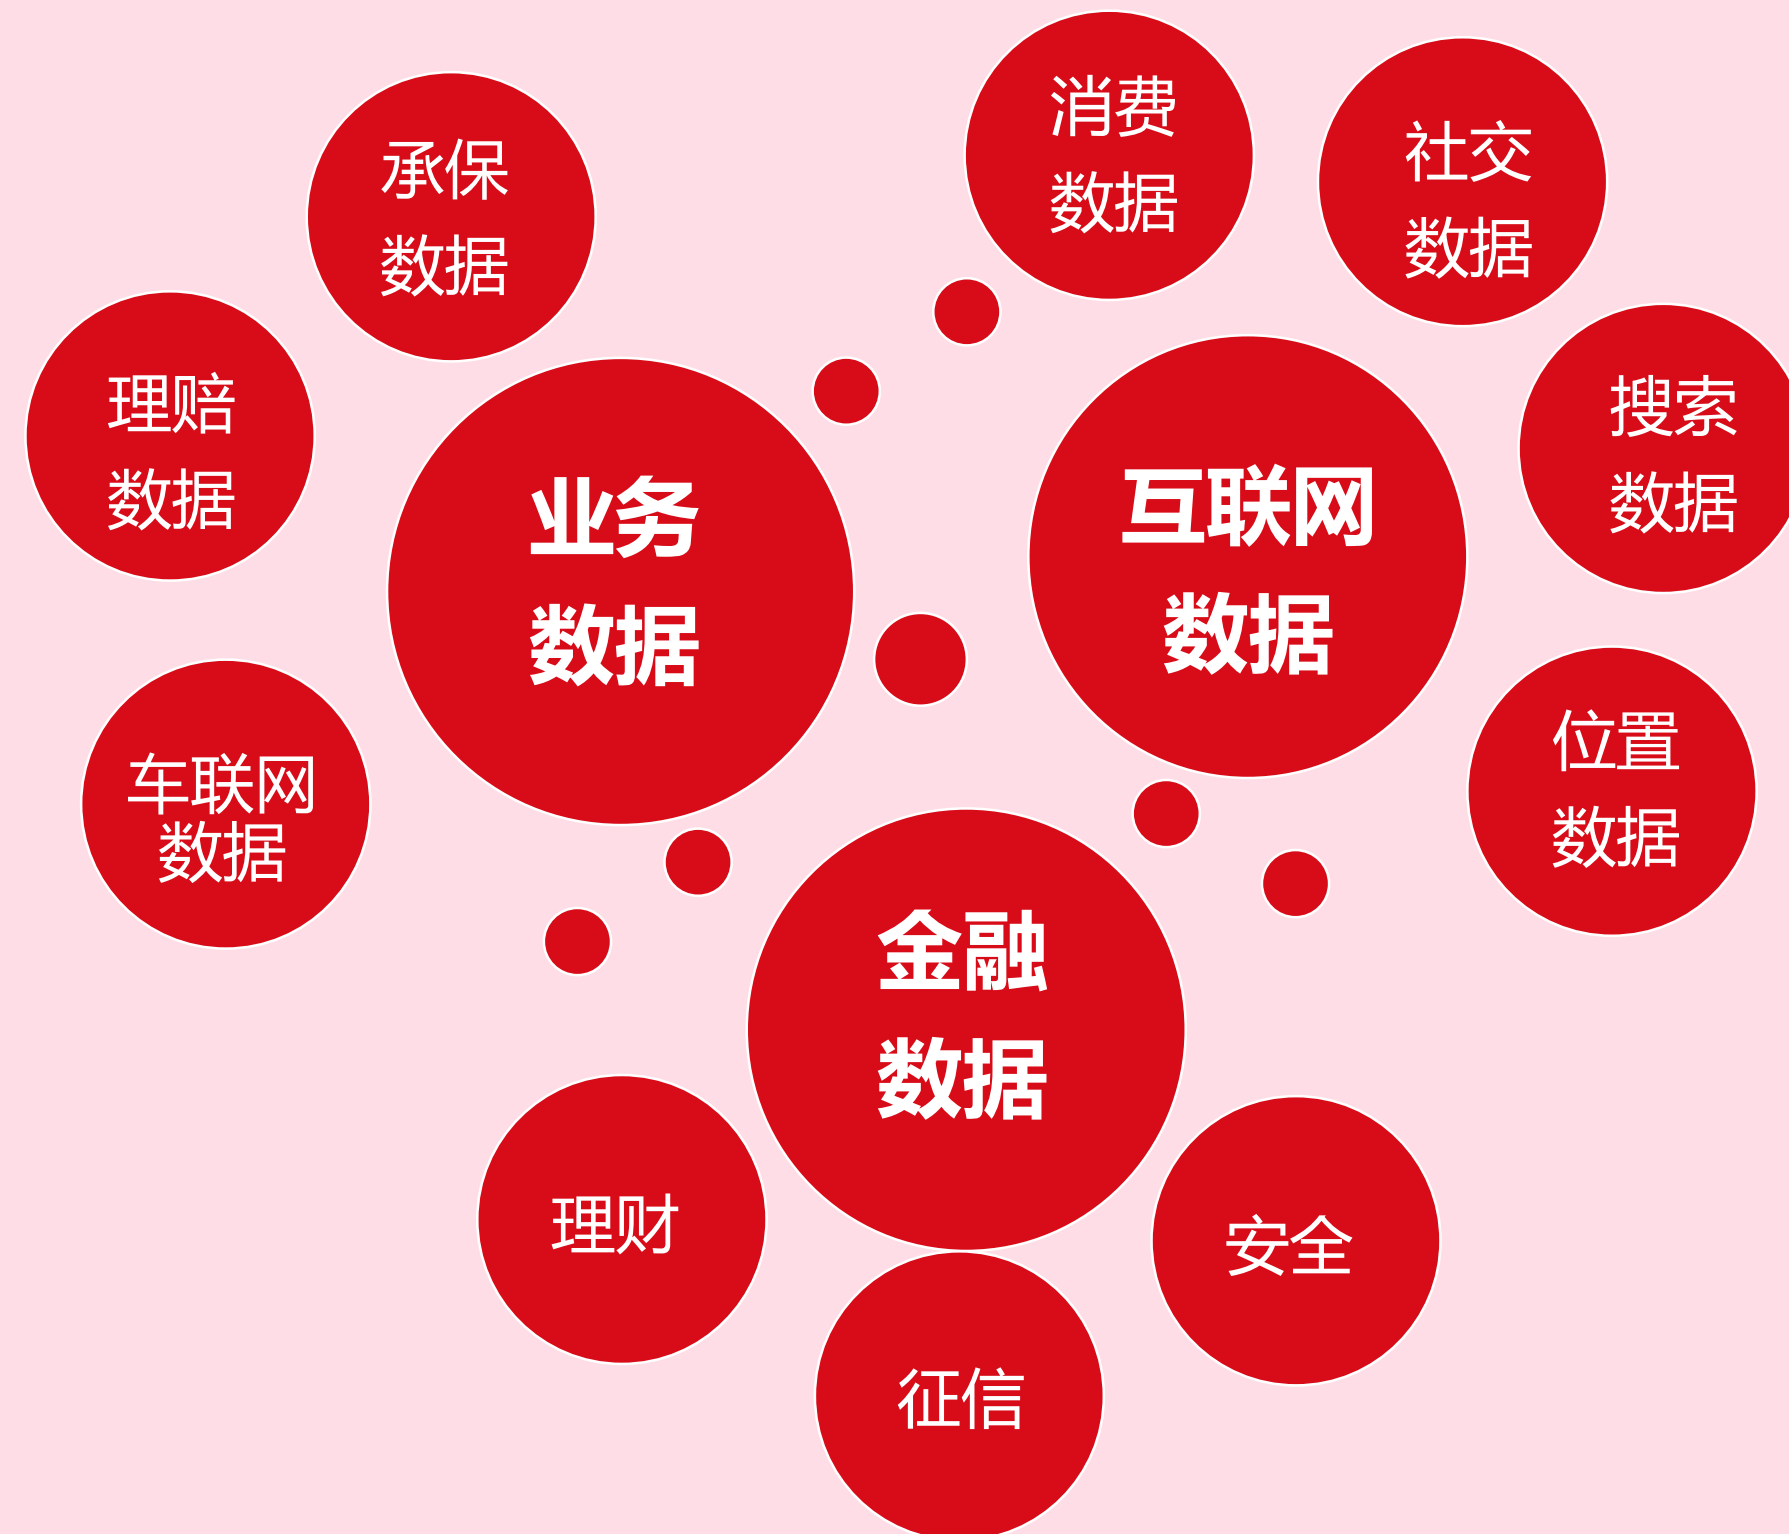 承保
数据
理赔
数据
车联网
数据
业务
数据
消费
数据
社交
数据
搜索
数据
位置
数据
互联网
数据
金融
数据
理财
征信
安全